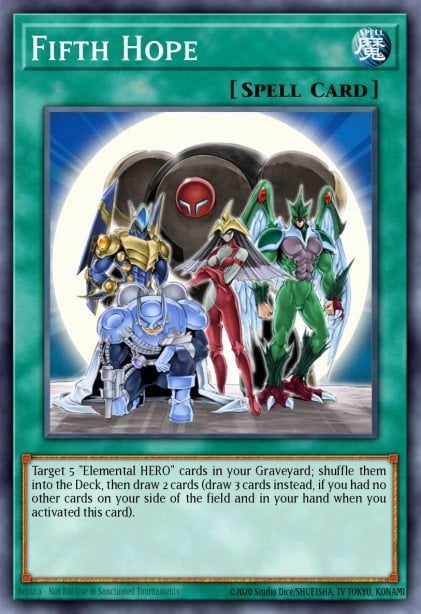 FIFTH HOPE
SPELL
魔
[ SPELL CARD ]
Target 5 "Elemental HERO" cards in your Graveyard; shuffle them
into the Deck, then draw 2 cards (draw 3 cards instead, if you had
no other cards on your side of the field and in your hand when you
activated this card).
Replica - Not For Use in Sanctioned Tournaments
©2020 Studio Dice/SHUEISHA, TV TOKYO, KONAMI